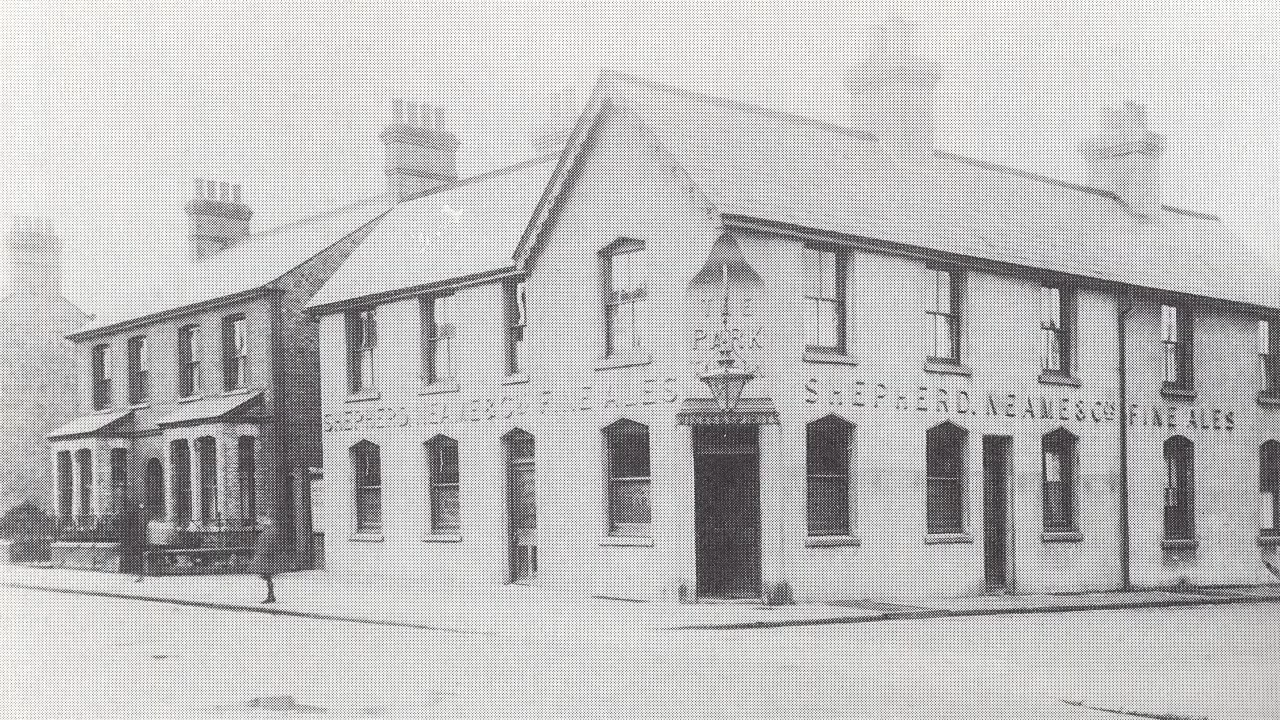 THE
PARK
SHEPHERD NEAME & Co FINE ALES
SHEPHERD, NEAME & Co FINE ALES